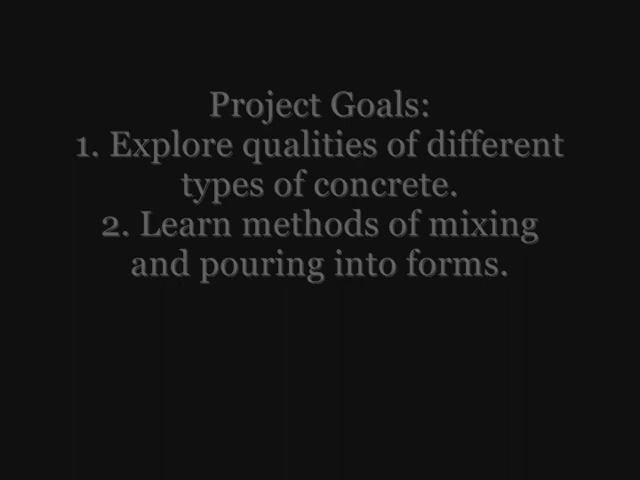 Project Goals:
1. Explore qualities of different
types of concrete.
2. Learn methods of mixing
and pouring into forms.